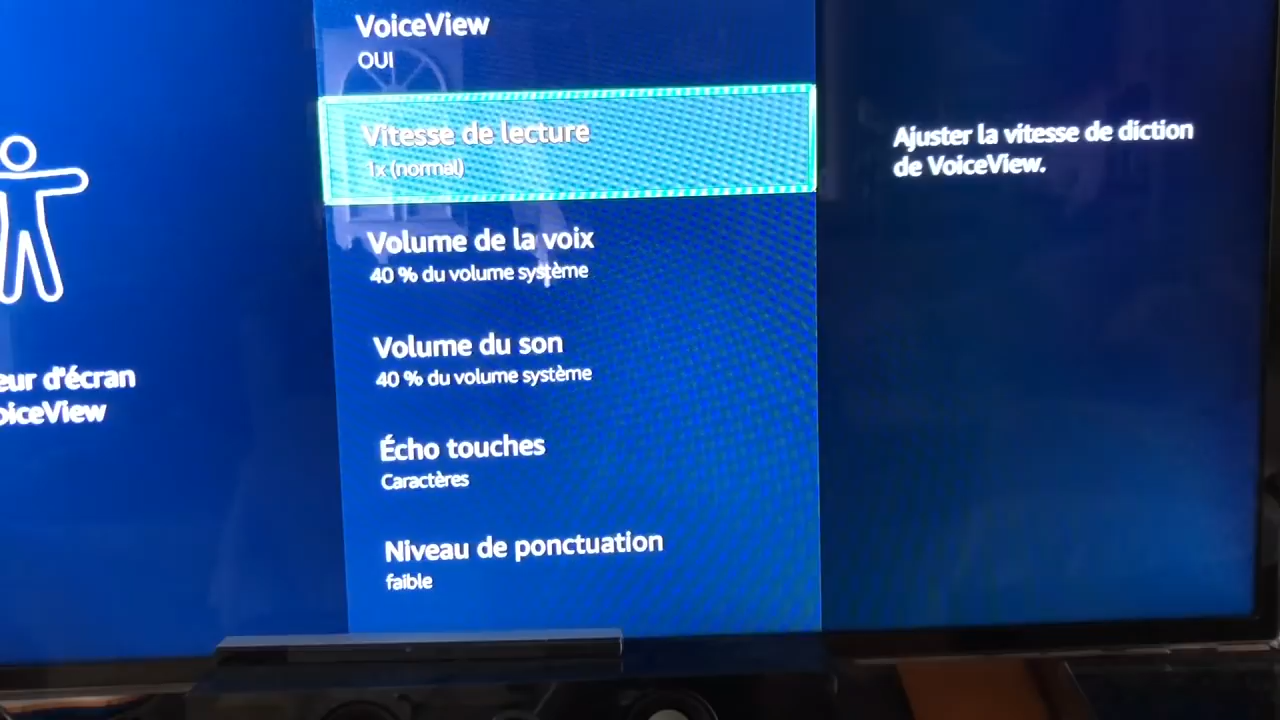 VoiceView
OUI
Vitesse de lecture
1x (normal)
Volume de la voix
40 % du volume système
Volume du son
40 % du volume système
Écho touches
Caractères
Niveau de ponctuation
faible
Ajuster la vitesse de diction
de VoiceView.
eur d'écran
oiceView